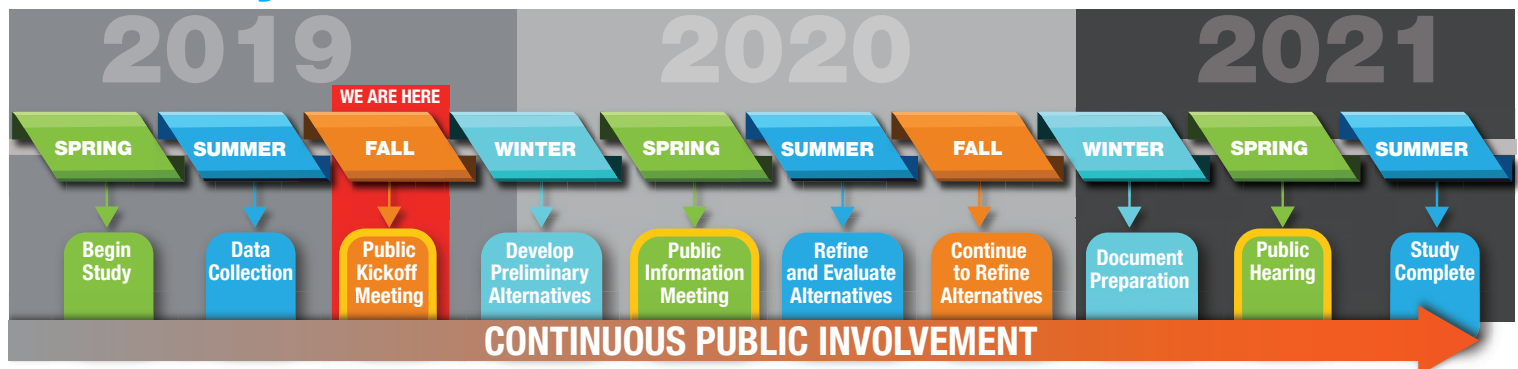 2019
2020
2021
WE ARE HERE
SPRING
SUMMER
FALL
WINTER
SPRING
SUMMER
FALL
WINTER
SPRING
SUMMER
Begin
Study
Data
Collection
Public
Kickoff
Meeting
Develop
Preliminary
Alternatives
Public
Information
Meeting
Refine
and Evaluate
Alternatives
Continue
to Refine
Alternatives
Document
Preparation
Public
Hearing
Study
Complete
CONTINUOUS PUBLIC INVOLVEMENT